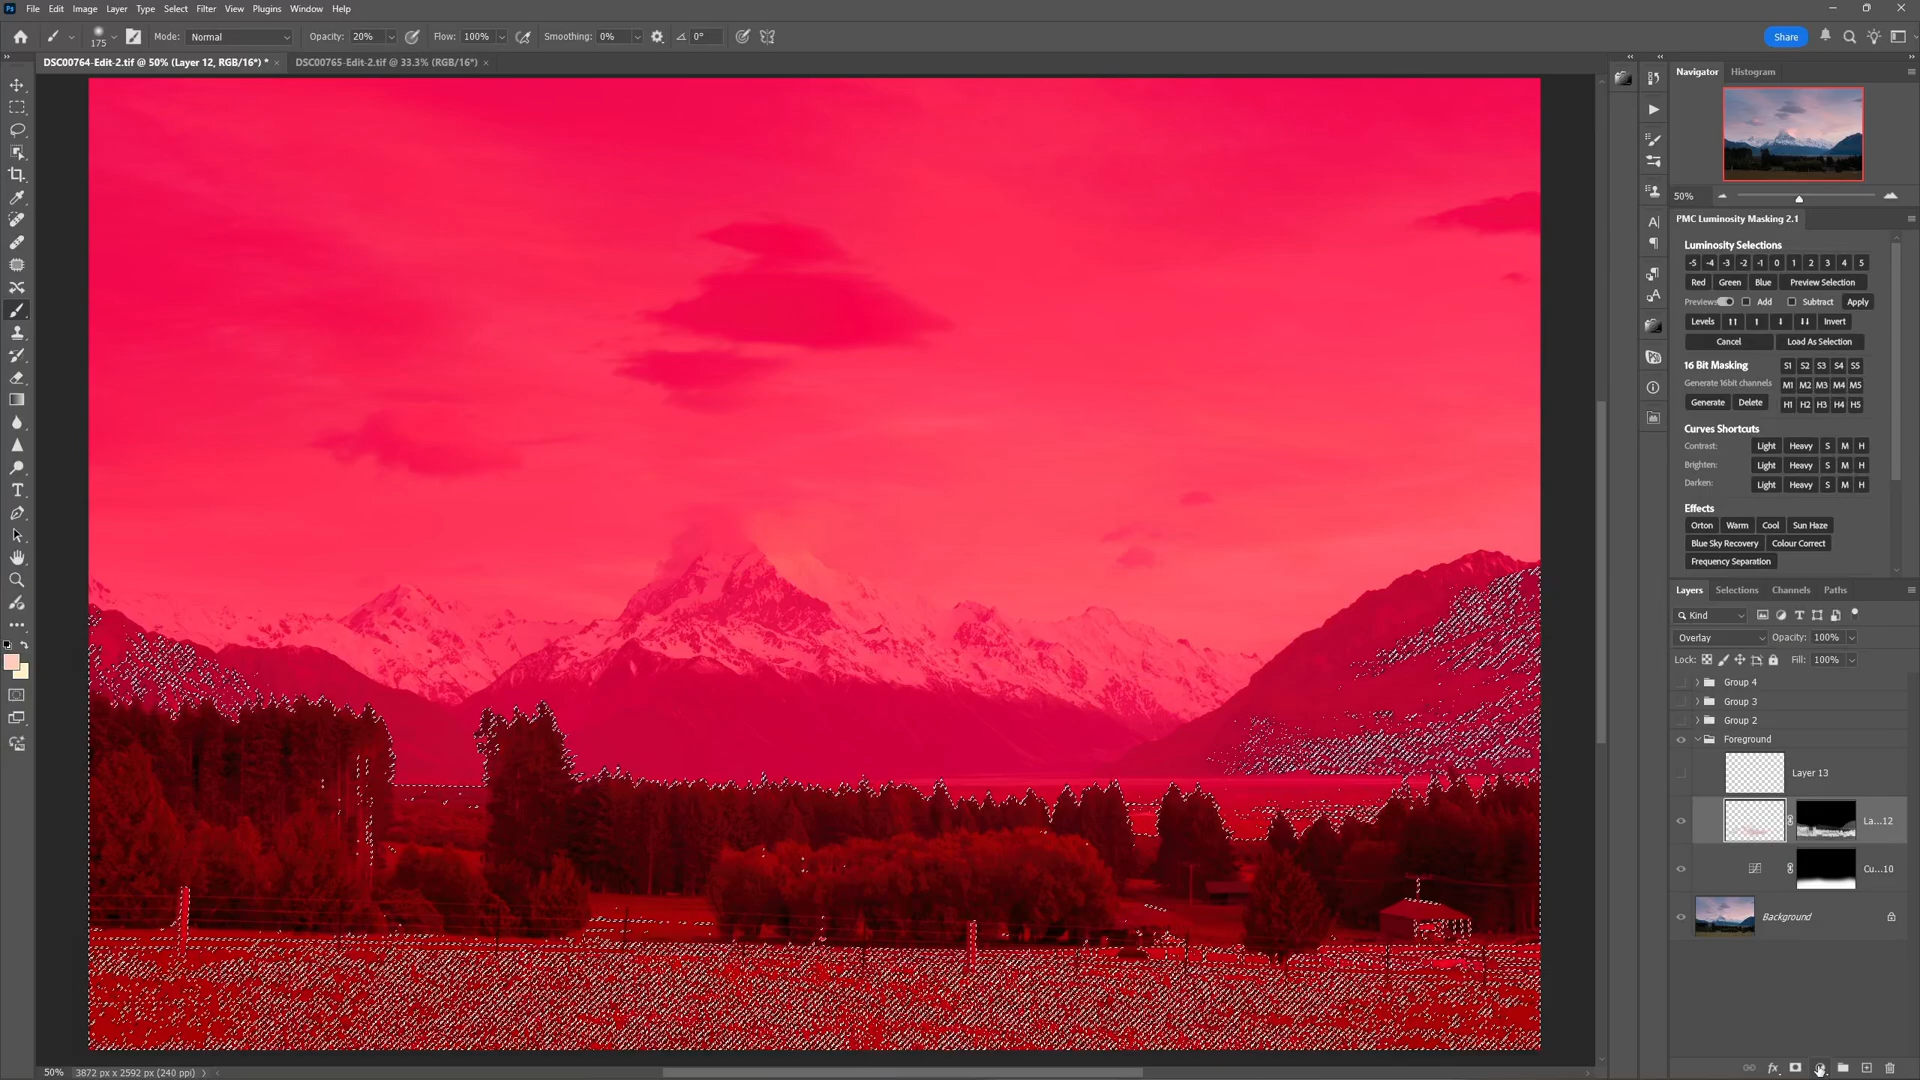 Ps File Edit Image Layer Type Select Filter View Plugins Window Help
175 Mode: Normal Opacity: 20% Flow: 100% Smoothing: 0% 0° Share
DSC00764-Edit-2.tif @ 50% (Layer 12, RGB/16*) * × DSC00765-Edit-2.tif @ 33.3% (RGB/16*) ×
Navigator Histogram
50%
PMC Luminosity Masking 2.1
Luminosity Selections
-5 -4 -3 -2 -1 0 1 2 3 4 5
Red Green Blue Preview Selection
Previews Add Subtract Apply
Levels Invert
Cancel Load As Selection
16 Bit Masking S1 S2 S3 S4 S5
Generate 16bit channels M1 M2 M3 M4 M5
Generate Delete H1 H2 H3 H4 H5
Curves Shortcuts
Contrast: Light Heavy S M H
Brighten: Light Heavy S M H
Darken: Light Heavy S M H
Effects
Orton Warm Cool Sun Haze
Blue Sky Recovery Colour Correct
Frequency Separation
Layers Selections Channels Paths
Kind
Overlay Opacity: 100%
Lock: Fill: 100%
Group 4
Group 3
Group 2
Foreground
Layer 13
La...12
Cu...10
Background
50% 3872 px x 2592 px (240 ppi)